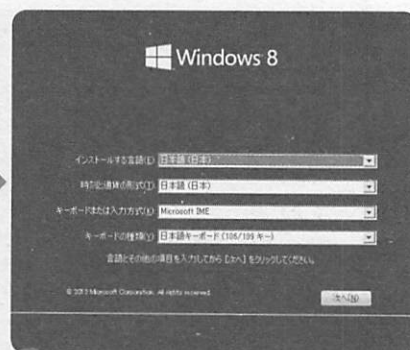 Windows 8
インストールする言語(E) 日本語 (日本)
時刻と通貨の形式(T) 日本語 (日本)
キーボードまたは入力方式(K) Microsoft IME
キーボードの種類(Y) 日本語キーボード (106/109 キー)
言語とその他の項目を入力してから [次へ] をクリックしてください。
© 2012 Microsoft Corporation. All rights reserved.
次へ(N)